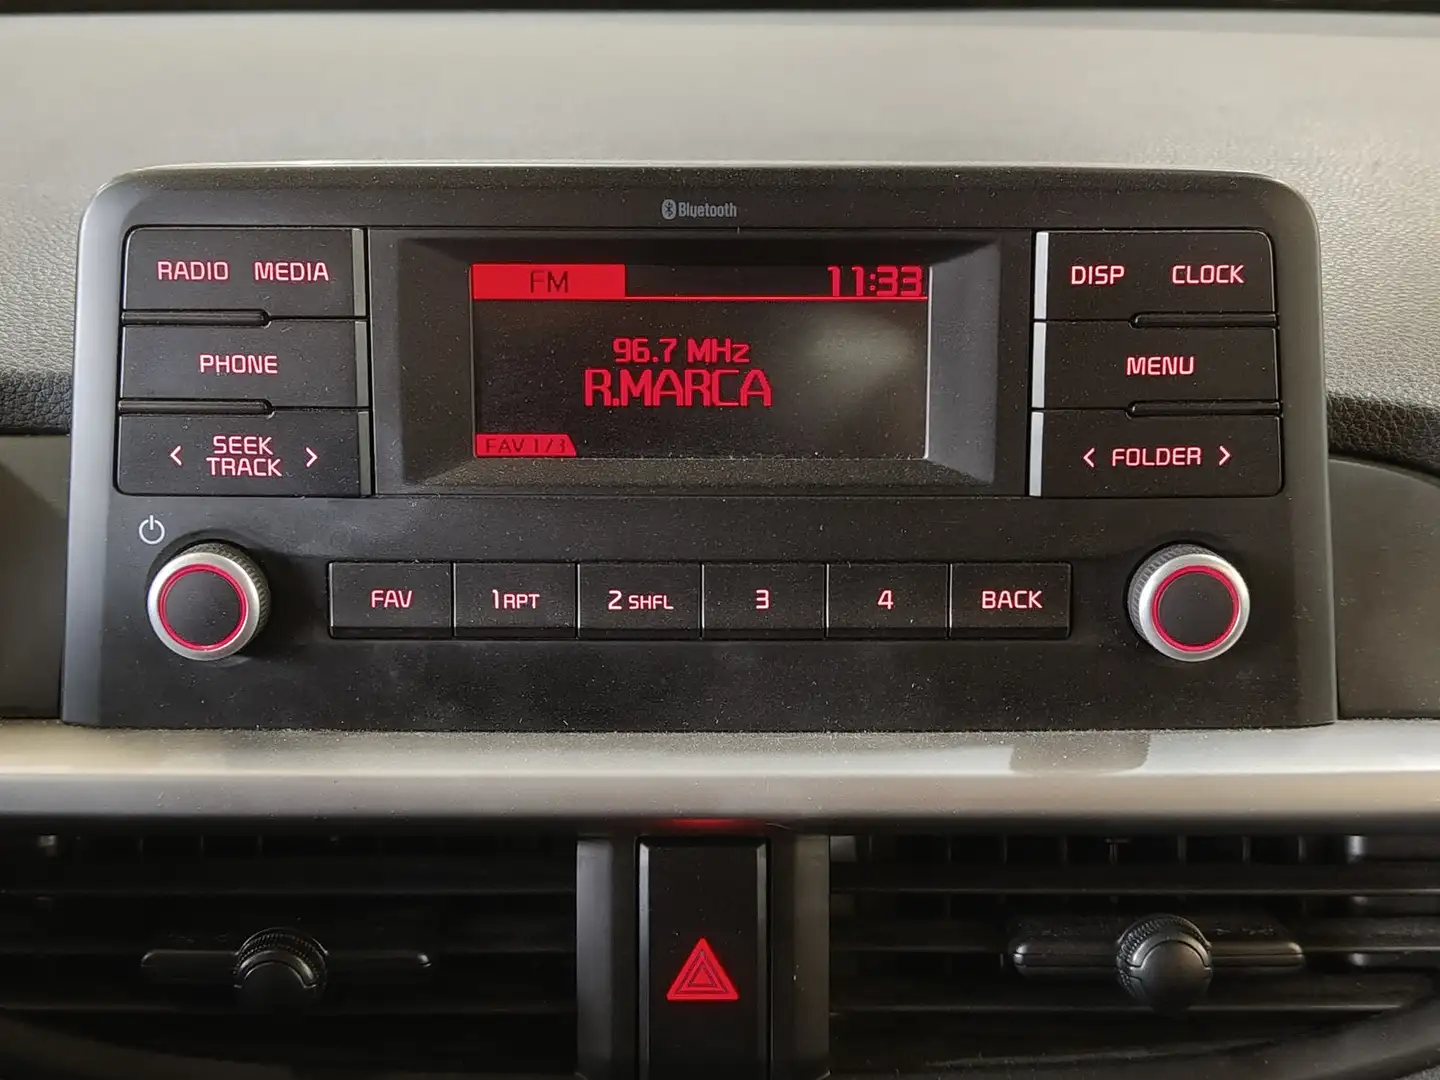 Bluetooth
RADIO MEDIA
PHONE
< SEEK TRACK >
FM 11:33
96.7 MHz
R.MARCA
FAV 1/3
DISP CLOCK
MENU
< FOLDER >
FAV 1 RPT 2 SHFL 3 4 BACK